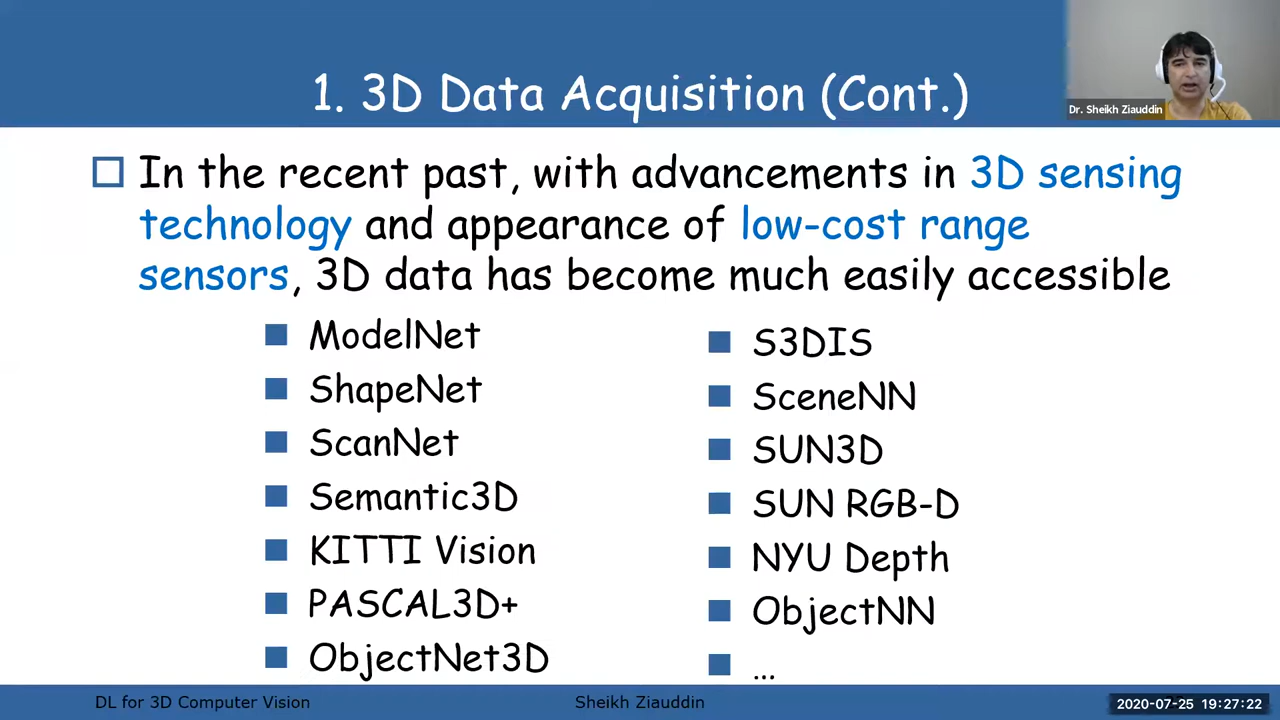 1. 3D Data Acquisition (Cont.)
Dr. Sheikh Ziauddin
In the recent past, with advancements in 3D sensing
technology and appearance of low-cost range
sensors, 3D data has become much easily accessible
ModelNet
ShapeNet
ScanNet
Semantic3D
KITTI Vision
PASCAL3D+
ObjectNet3D
S3DIS
SceneNN
SUN3D
SUN RGB-D
NYU Depth
ObjectNN
...
DL for 3D Computer Vision
Sheikh Ziauddin
2020-07-25 19:27:22